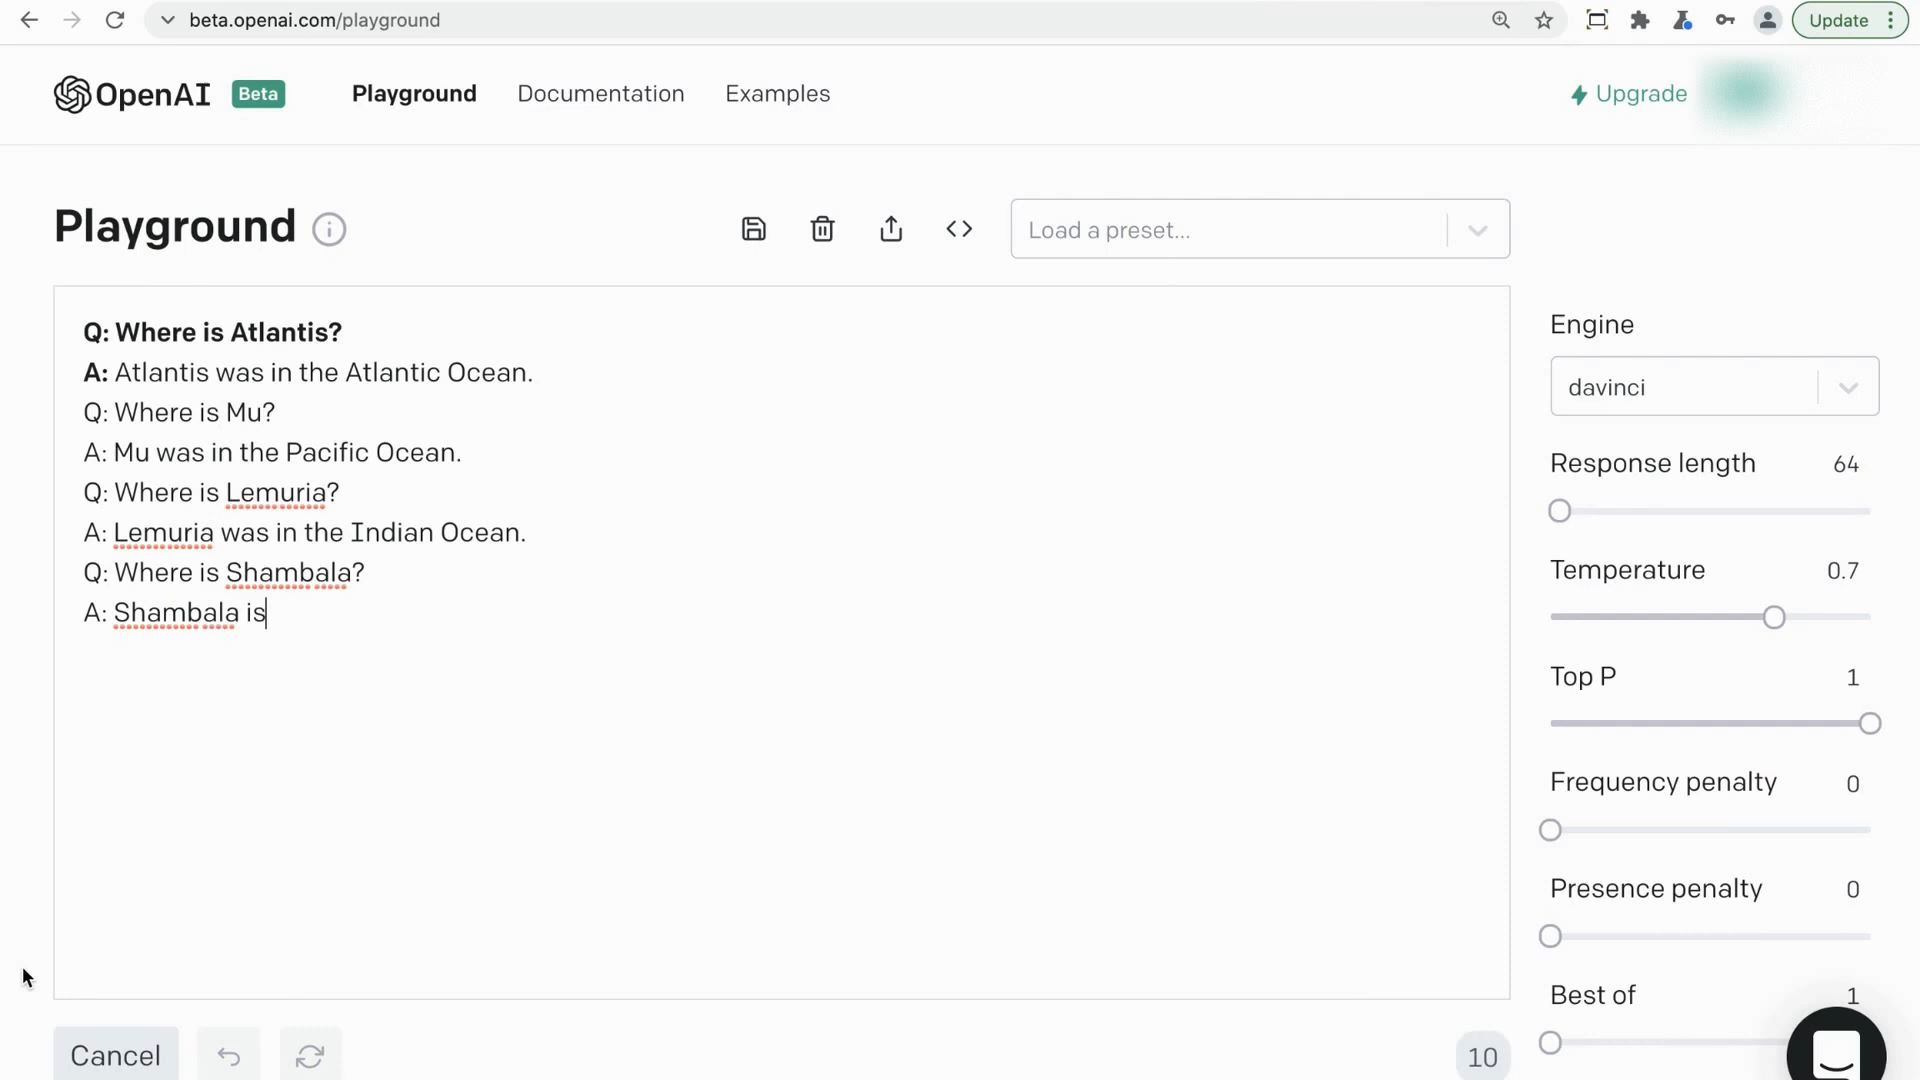 beta.openai.com/playground
Update
OpenAI Beta Playground Documentation Examples Upgrade
Playground
Load a preset...
Q: Where is Atlantis?
A: Atlantis was in the Atlantic Ocean.
Q: Where is Mu?
A: Mu was in the Pacific Ocean.
Q: Where is Lemuria?
A: Lemuria was in the Indian Ocean.
Q: Where is Shambala?
A: Shambala is
Engine
davinci
Response length 64
Temperature 0.7
Top P 1
Frequency penalty 0
Presence penalty 0
Best of 1
Cancel
10